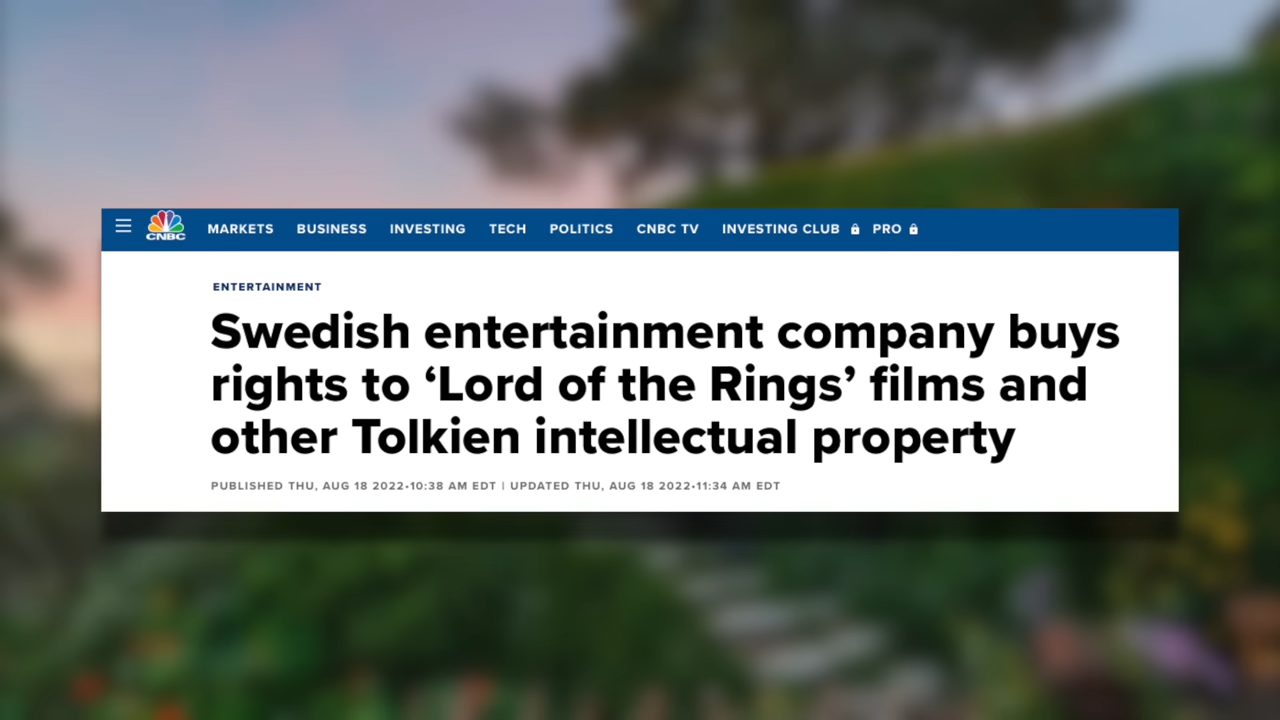 CNBC MARKETS BUSINESS INVESTING TECH POLITICS CNBC TV INVESTING CLUB PRO
ENTERTAINMENT
Swedish entertainment company buys
rights to ‘Lord of the Rings’ films and
other Tolkien intellectual property
PUBLISHED THU, AUG 18 2022•10:38 AM EDT | UPDATED THU, AUG 18 2022•11:34 AM EDT